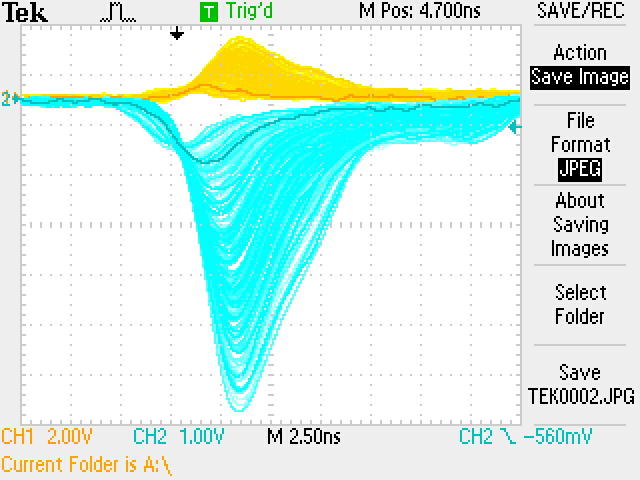 Tek T Trig'd M Pos: 4.700ns SAVE/REC
Action
Save Image
2
File
Format
JPEG
About
Saving
Images
Select
Folder
Save
TEK0002.JPG
CH1 2.00V CH2 1.00V M 2.50ns CH2 -560mV
Current Folder is A:\